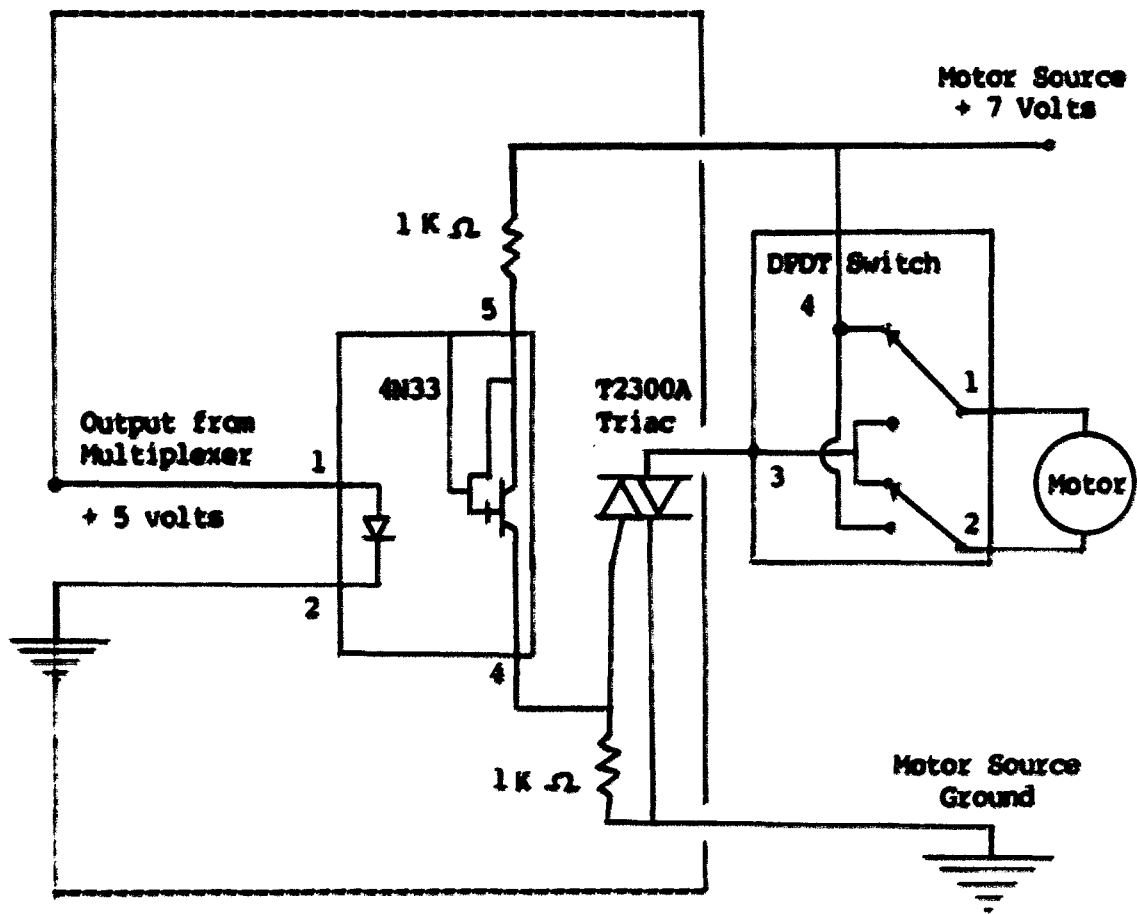 Motor Source
+ 7 Volts
1 K Ω
DPDT Switch
4
5
4N33
T2300A
Triac
1
Output from
Multiplexer
1
3
Motor
+ 5 volts
2
2
4
1 K Ω
Motor Source
Ground